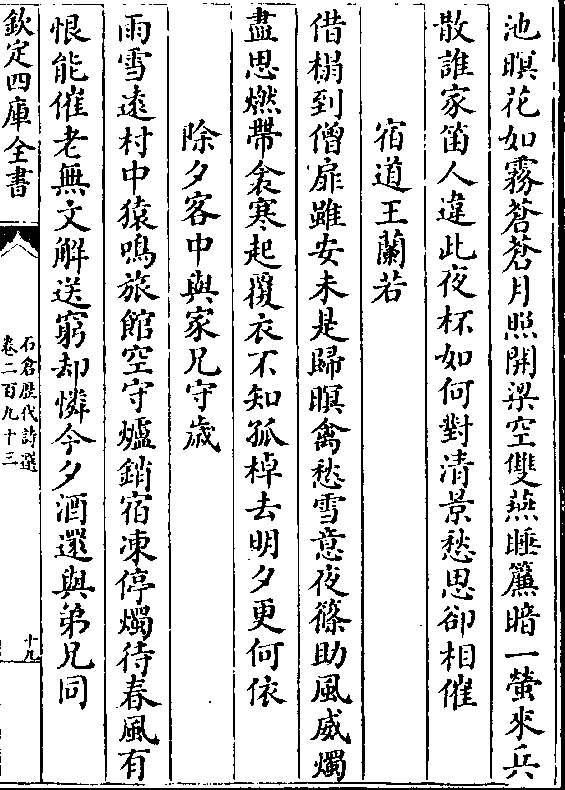 池暝花如霧蒼蒼月照開梁空雙燕睡簾暗一螢來兵
散誰家笛人違此夜杯如何對清景愁思卻相催
宿道王蘭若
借榻到僧扉雖安未是歸暝禽愁雪意夜篠助風威燭
盡思燃帶衾寒起覆衣不知孤棹去明夕更何依
除夕客中與家兄守歲
雨雪遠村中猿鳴旅館空守爐銷宿凍停燭待春風有
恨能催老無文解送窮却憐今夕酒還與弟兄同
欽定四庫全書
石倉歷代詩選
卷二百九十三
十九